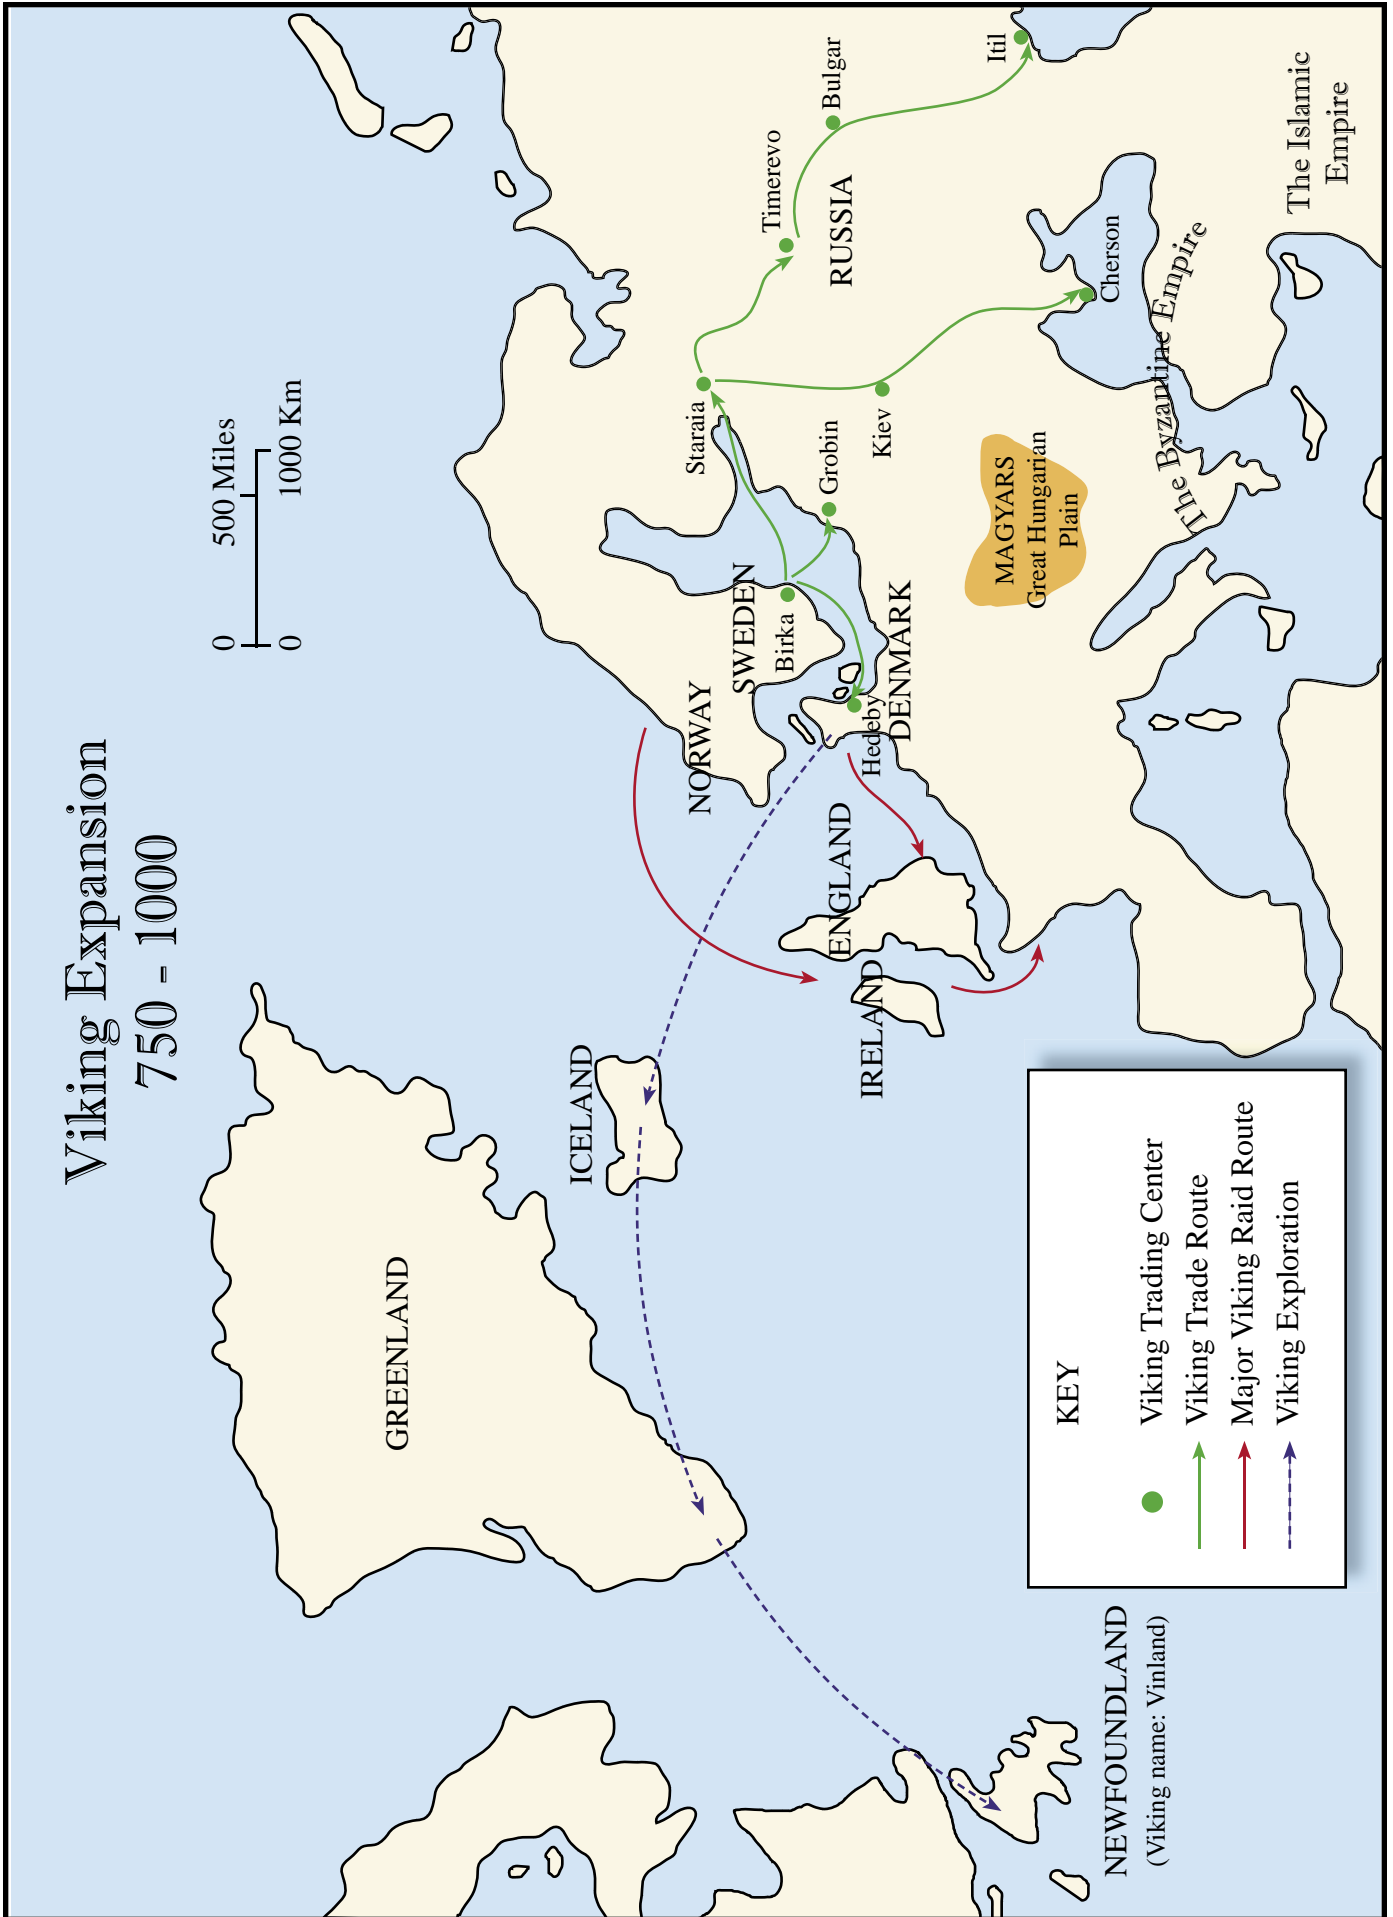 Viking Expansion
750 - 1000
0 500 Miles
0 1000 Km
GREENLAND
ICELAND
NORWAY
SWEDEN
Birka
Staraia
Timerevo
Bulgar
Itil
RUSSIA
Grobin
Kiev
Cherson
Hedeby
DENMARK
ENGLAND
IRELAND
MAGYARS
Great Hungarian
Plain
The Byzantine Empire
The Islamic
Empire
NEWFOUNDLAND
(Viking name: Vinland)
KEY
Viking Trading Center
Viking Trade Route
Major Viking Raid Route
Viking Exploration